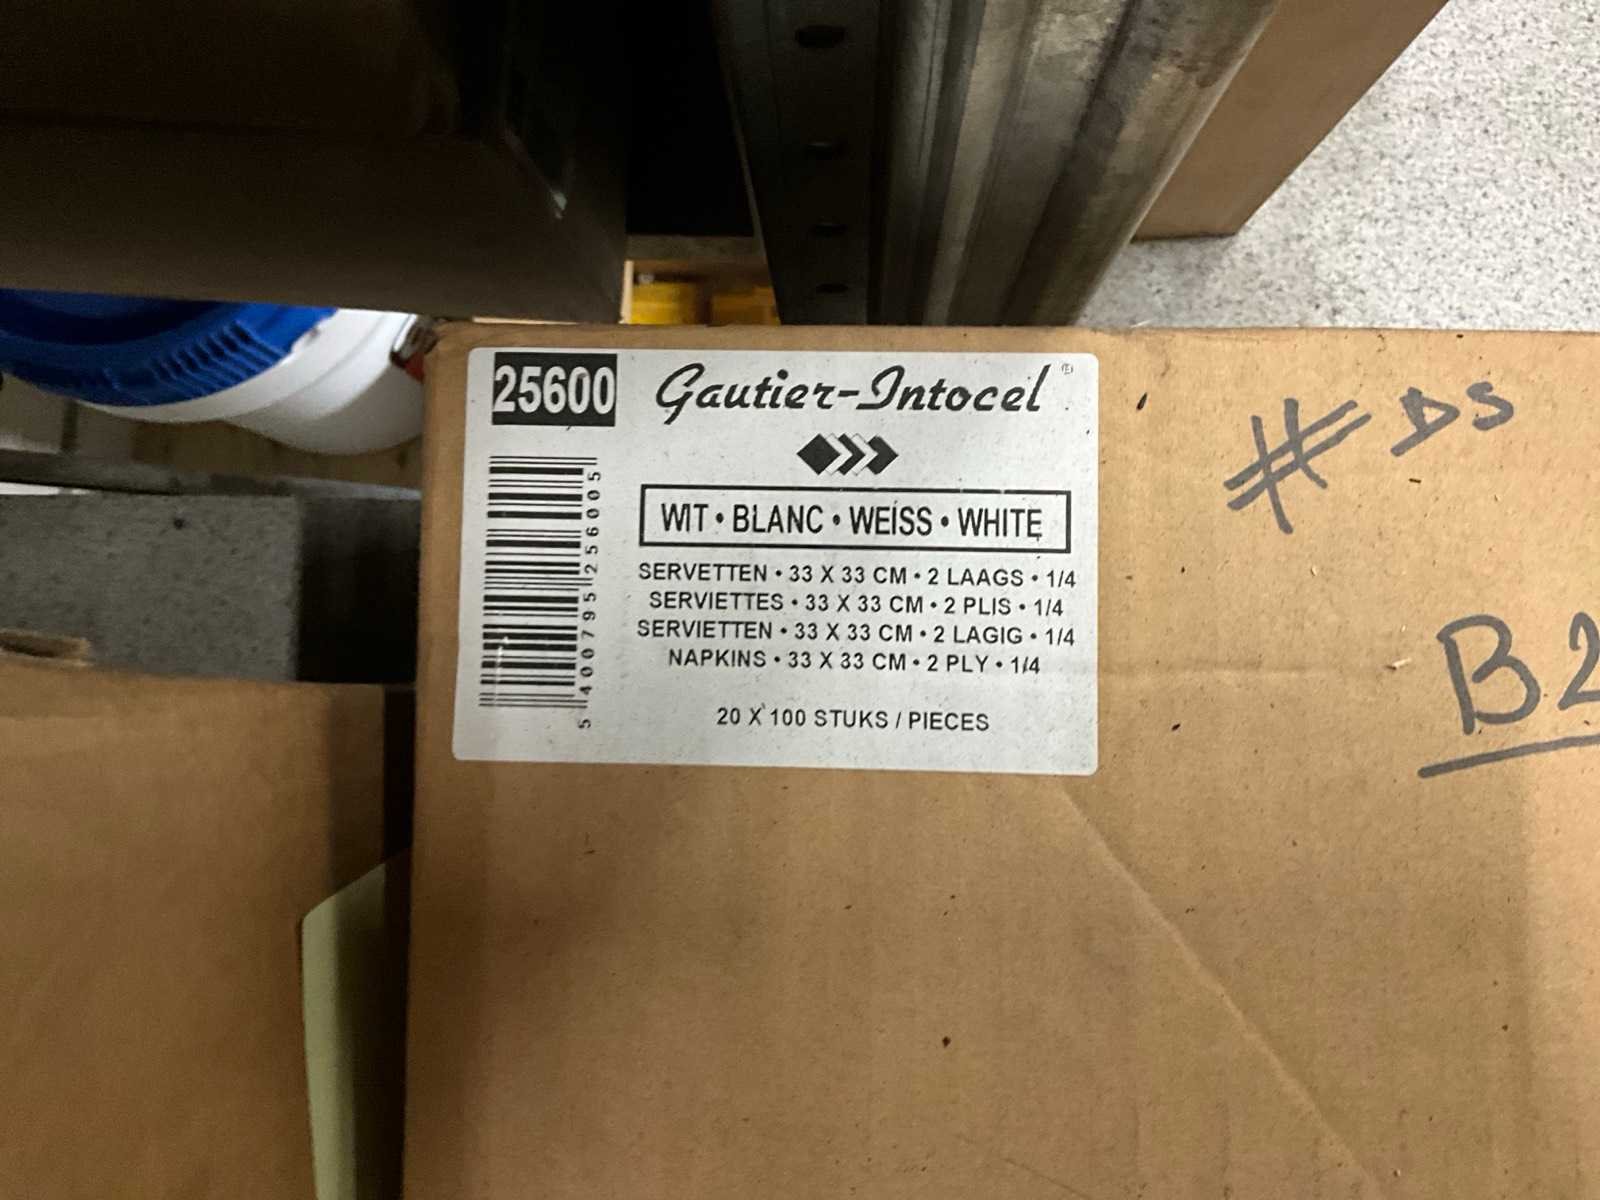 25600
Gautier-Intocel ®
WIT • BLANC • WEISS • WHITE
SERVETTEN • 33 X 33 CM • 2 LAAGS • 1/4
SERVIETTES • 33 X 33 CM • 2 PLIS • 1/4
SERVIETTEN • 33 X 33 CM • 2 LAGIG • 1/4
NAPKINS • 33 X 33 CM • 2 PLY • 1/4
20 X 100 STUKS / PIECES
5 400795 256005
# DS
B2